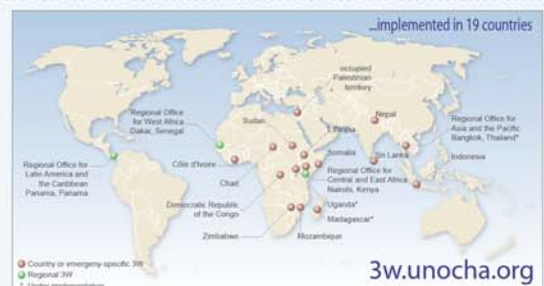 ...implemented in 19 countries
occupied
Palestinian
territory
Regional Office
for West Africa
Dakar, Senegal
Sudan
Ethiopia
Nepal
Regional Office for
Asia and the Pacific
Bangkok, Thailand*
Regional Office for
Latin America and
the Caribbean
Panama, Panama
Côte d'Ivoire
Somalia
Sri Lanka
Indonesia
Chad
Regional Office for
Central and East Africa
Nairobi, Kenya
Democratic Republic
of the Congo
Uganda*
Madagascar*
Zimbabwe
Mozambique
Country or emergeny-specific 3W
Regional 3W
* Under implementation
3w.unocha.org